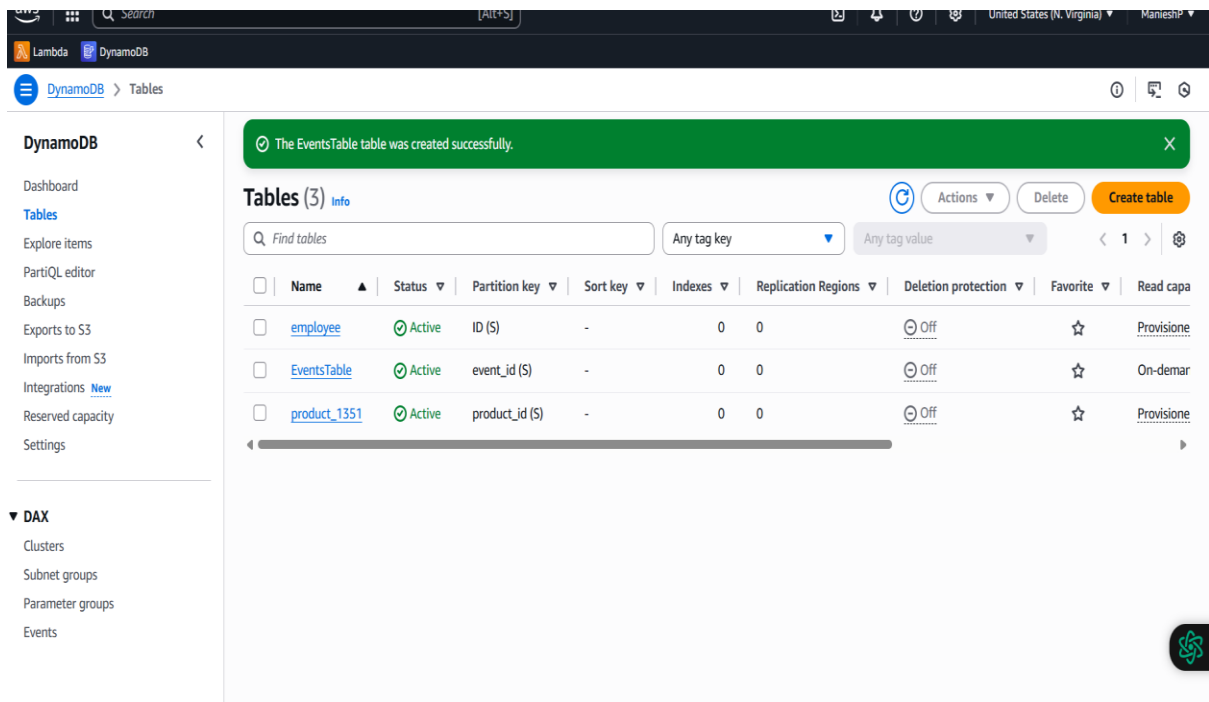 aws
Search
[Alt+S]
United States (N. Virginia)
ManieshP
Lambda
DynamoDB
DynamoDB > Tables
DynamoDB
Dashboard
Tables
Explore items
PartiQL editor
Backups
Exports to S3
Imports from S3
Integrations New
Reserved capacity
Settings
DAX
Clusters
Subnet groups
Parameter groups
Events
The EventsTable table was created successfully.
Tables (3) Info
Actions
Delete
Create table
Find tables
Any tag key
Any tag value
1
Name Status Partition key Sort key Indexes Replication Regions Deletion protection Favorite Read capa
employee Active ID (S) - 0 0 Off Provisione
EventsTable Active event_id (S) - 0 0 Off On-demar
product_1351 Active product_id (S) - 0 0 Off Provisione